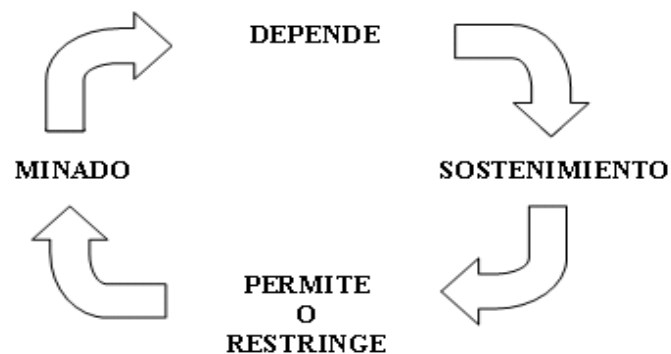 DEPENDE
MINADO
SOSTENIMIENTO
PERMITE
O
RESTRINGE